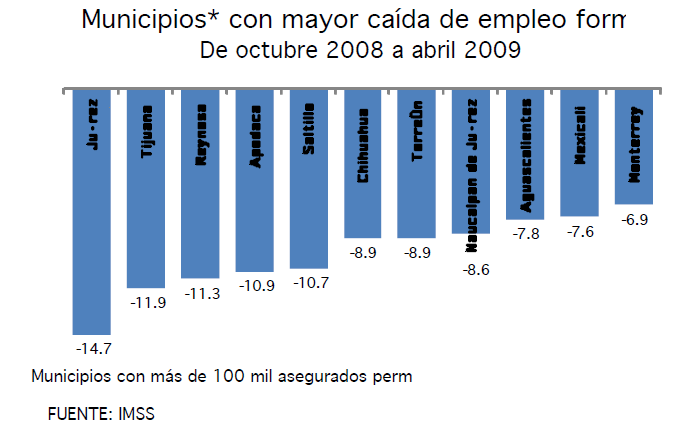 Municipios* con mayor caída de empleo form
De octubre 2008 a abril 2009
Ju·rez
Tijuana
Reynosa
Apodaca
Saltillo
Chihuahua
TorreÛn
Naucalpan de Ju·rez
Aguascalientes
Mexicali
Monterrey
-14.7
-11.9
-11.3
-10.9
-10.7
-8.9
-8.9
-8.6
-7.8
-7.6
-6.9
Municipios con más de 100 mil asegurados perm
FUENTE: IMSS